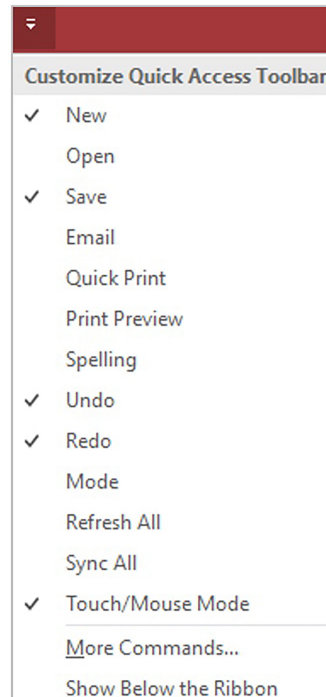 Customize Quick Access Toolbar
New
Open
Save
Email
Quick Print
Print Preview
Spelling
Undo
Redo
Mode
Refresh All
Sync All
Touch/Mouse Mode
More Commands...
Show Below the Ribbon